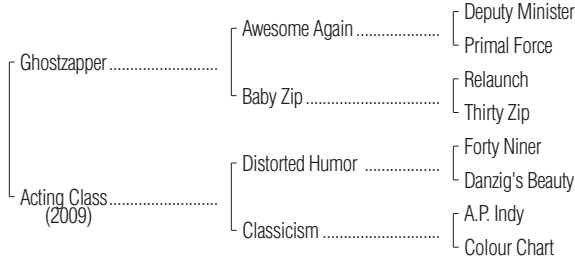 Deputy Minister
Awesome Again ..................
Primal Force
Ghostzapper ........................
Relaunch
Baby Zip .............................
Thirty Zip
Forty Niner
Distorted Humor ................
Danzig's Beauty
Acting Class ........................
(2009)
A.P. Indy
Classicism .........................
Colour Chart